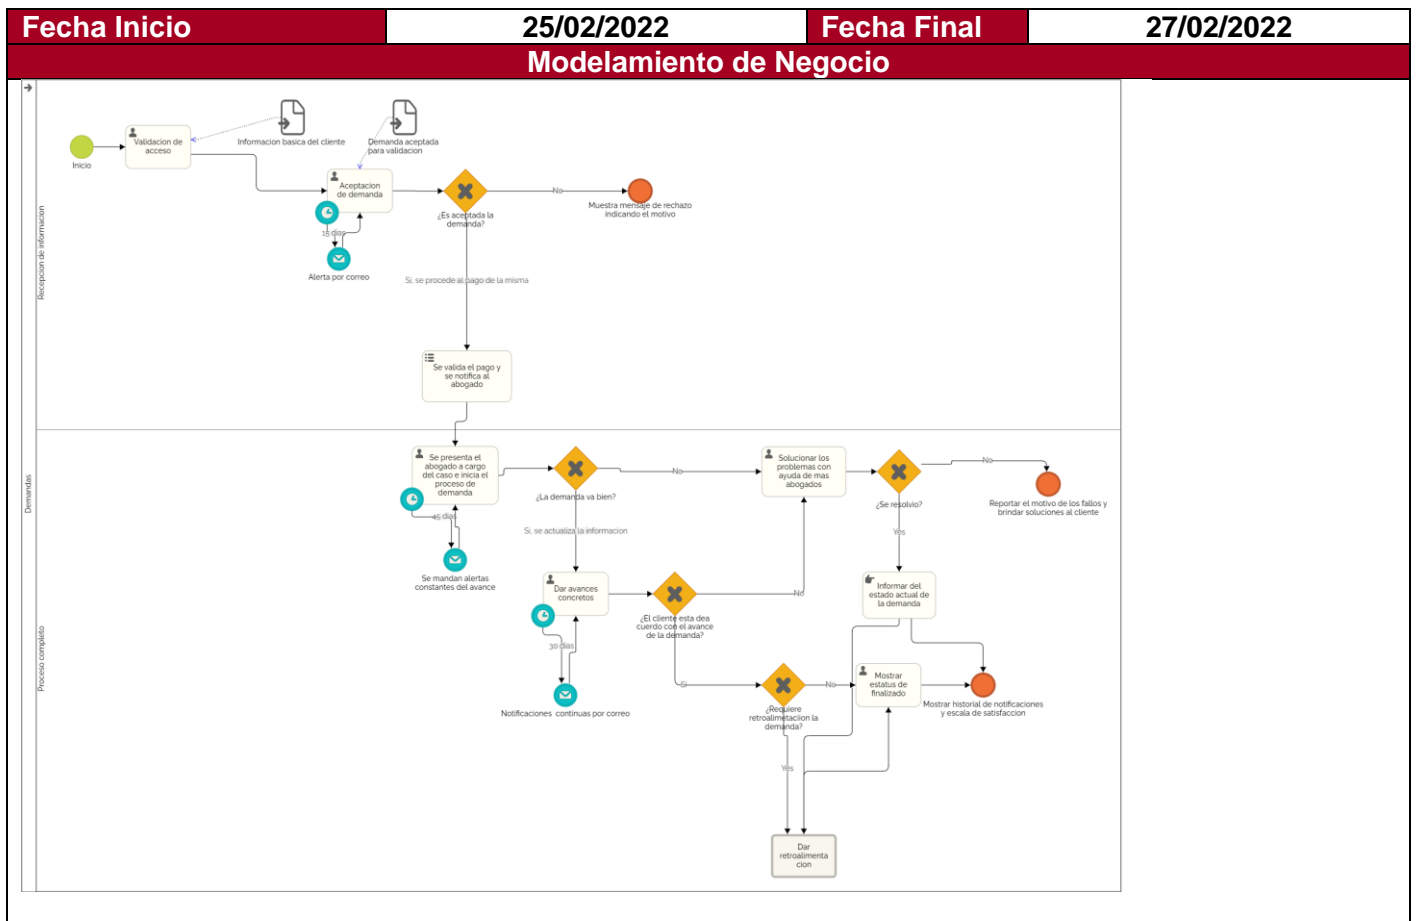 Fecha Inicio 25/02/2022 Fecha Final 27/02/2022
Modelamiento de Negocio
Demandas
Recepcion de informacion
Inicio
Validacion de
acceso
Informacion basica del cliente
Demanda aceptada
para validacion
Aceptacion
de demanda
15 dias
Alerta por correo
¿Es aceptada la
demanda?
No
Muestra mensaje de rechazo
indicando el motivo
Si, se procede al pago de la misma
Se valida el pago y
se notifica al
abogado
Proceso completo
Se presenta el
abogado a cargo
del caso e inicia el
proceso de
demanda
45 dias
Se mandan alertas
constantes del avance
¿La demanda va bien?
No
Si, se actualiza la informacion
Solucionar los
problemas con
ayuda de mas
abogados
¿Se resolvio?
No
Reportar el motivo de los fallos y
brindar soluciones al cliente
Yes
Dar avances
concretos
30 dias
Notificaciones continuas por correo
¿El cliente esta dea
cuerdo con el avance
de la demanda?
No
Si
Informar del
estado actual de
la demanda
¿Requiere
retroalimetaciion la
demanda?
No
Mostrar
estatus de
finalizado
Mostrar historial de notificaciones
y escala de satisfaccion
Yes
Dar
retroalimenta
cion